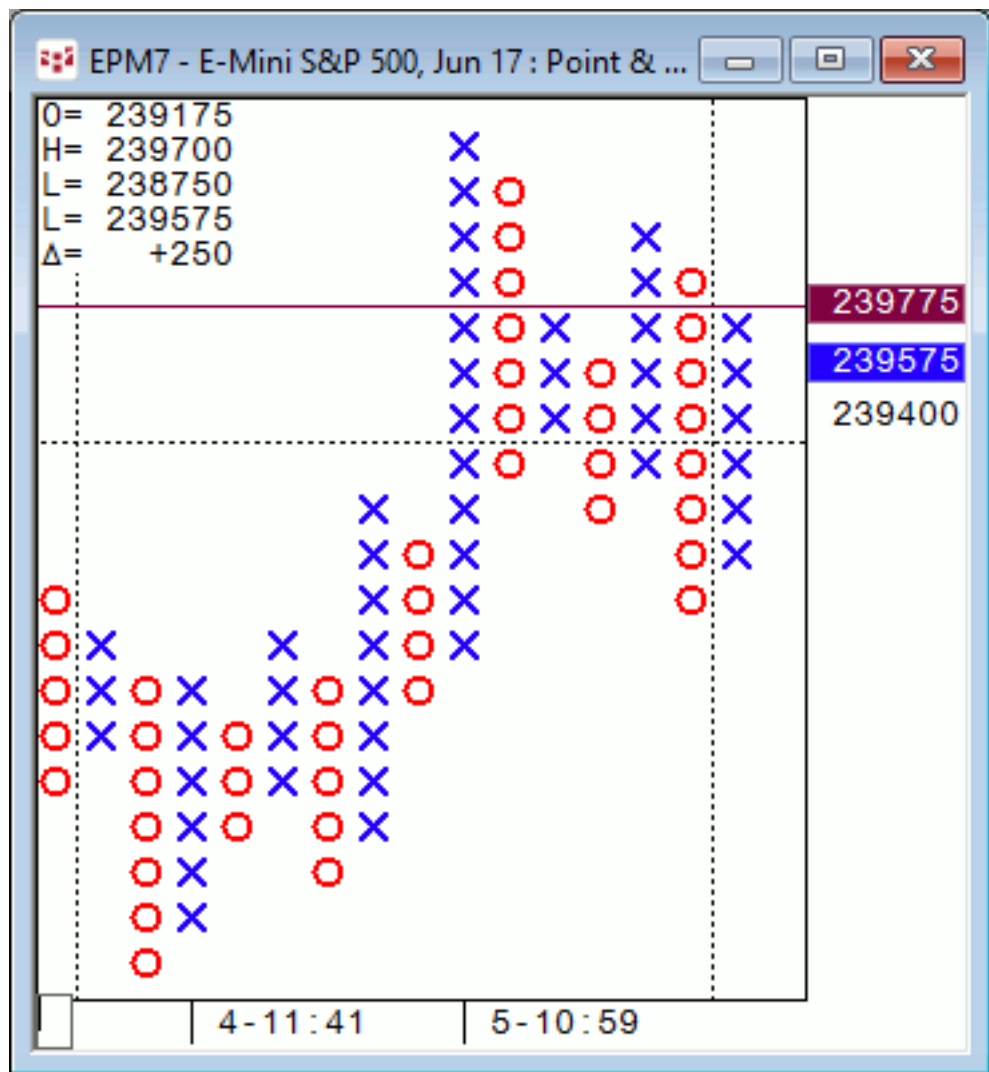 EPM7 - E-Mini S&P 500, Jun 17 : Point & ...
O= 239175
H= 239700
L= 238750
L= 239575
Δ= +250
239775
239575
239400
4-11:41
5-10:59